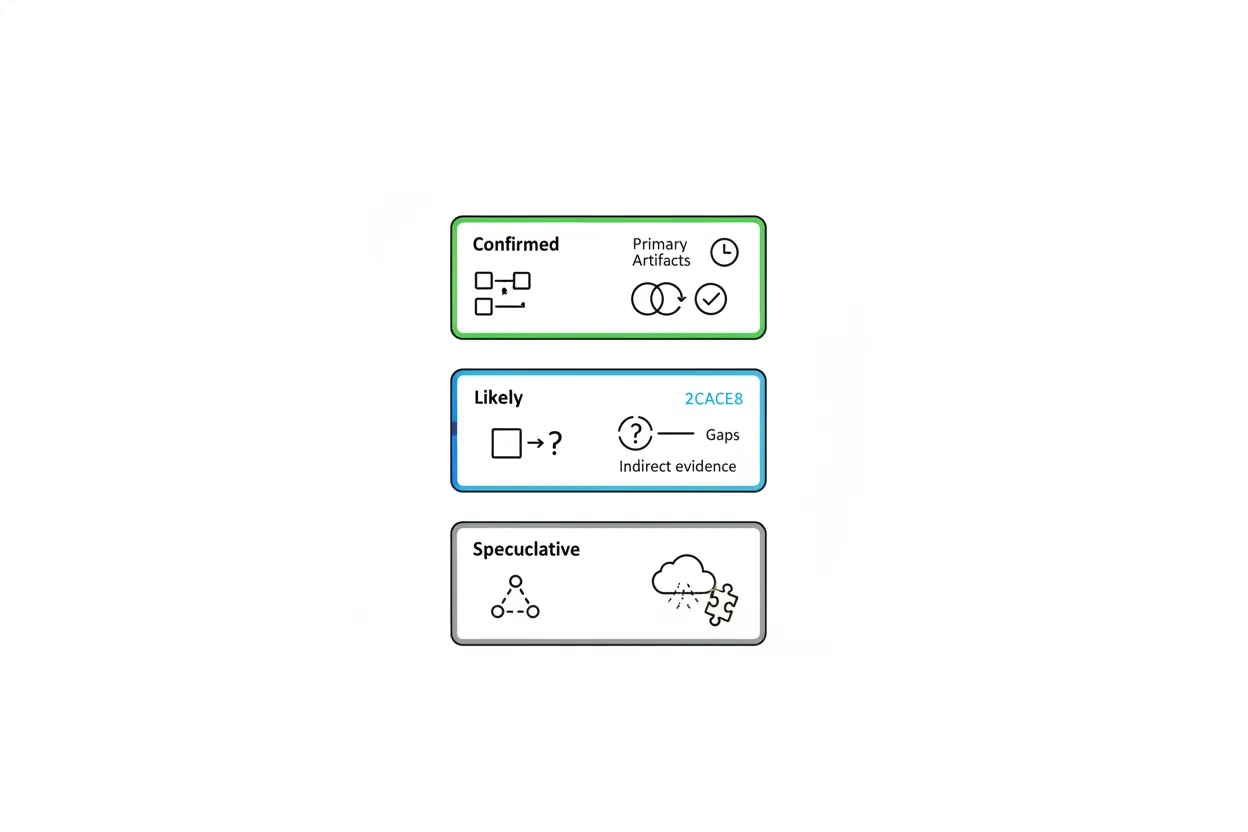 Confirmed
Primary
Artifacts
Likely
2CACE8
?
?
Gaps
Indirect evidence
Specuclative